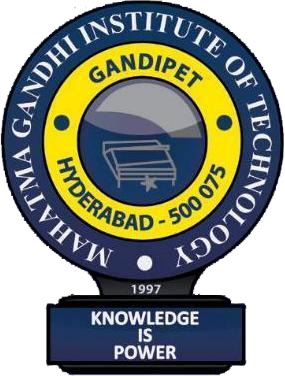 MAHATMA GANDHI INSTITUTE OF TECHNOLOGY
GANDIPET
HYDERABAD - 500 075
1997
KNOWLEDGE
IS
POWER